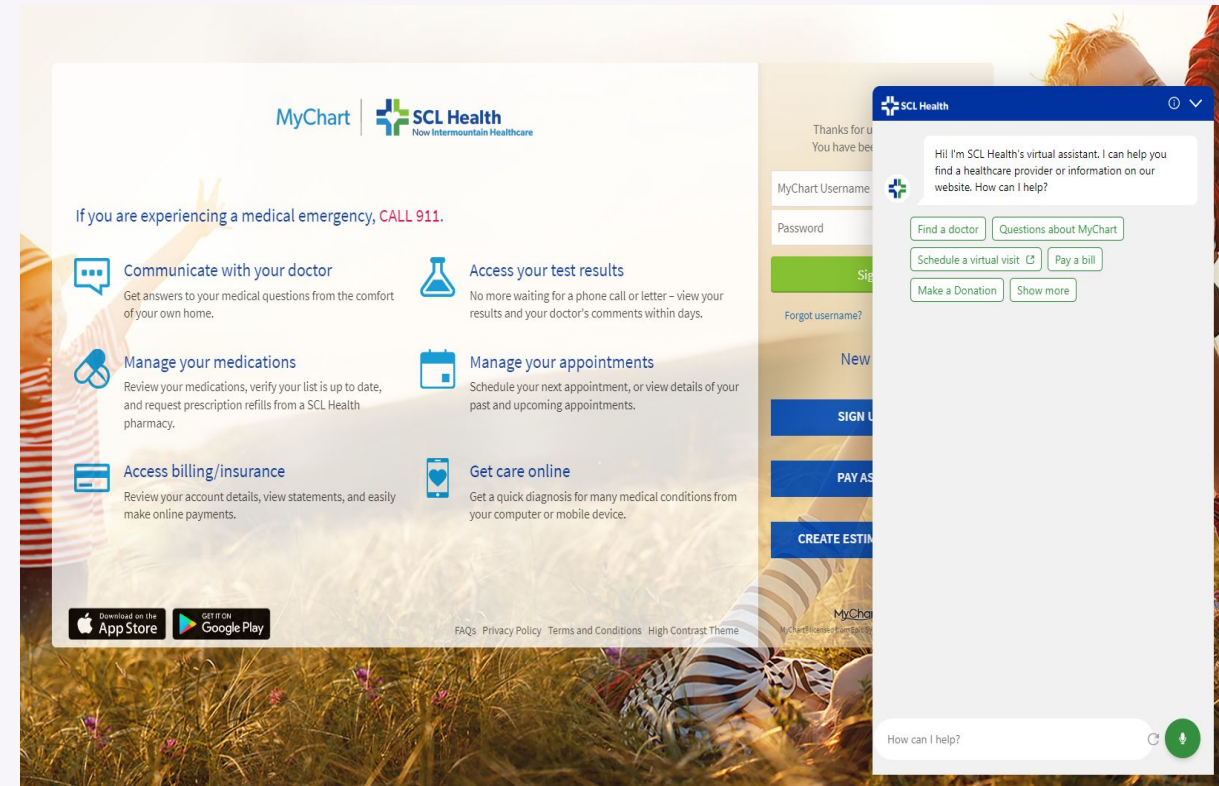 MyChart
SCL Health
Now Intermountain Healthcare
If you are experiencing a medical emergency, CALL 911.
Communicate with your doctor
Get answers to your medical questions from the comfort
of your own home.
Access your test results
No more waiting for a phone call or letter – view your
results and your doctor's comments within days.
Manage your medications
Review your medications, verify your list is up to date,
and request prescription refills from a SCL Health
pharmacy.
Manage your appointments
Schedule your next appointment, or view details of your
past and upcoming appointments.
Access billing/insurance
Review your account details, view statements, and easily
make online payments.
Get care online
Get a quick diagnosis for many medical conditions from
your computer or mobile device.
Download on the
App Store
GET IT ON
Google Play
FAQs Privacy Policy Terms and Conditions High Contrast Theme
Thanks for
You have
MyChart Username
Password
Forgot username?
New
SIGN
PAY
CREATE
SCL Health
Hi! I'm SCL Health's virtual assistant. I can help you
find a healthcare provider or information on our
website. How can I help?
Find a doctor
Questions about MyChart
Schedule a virtual visit
Pay a bill
Make a Donation
Show more
How can I help?